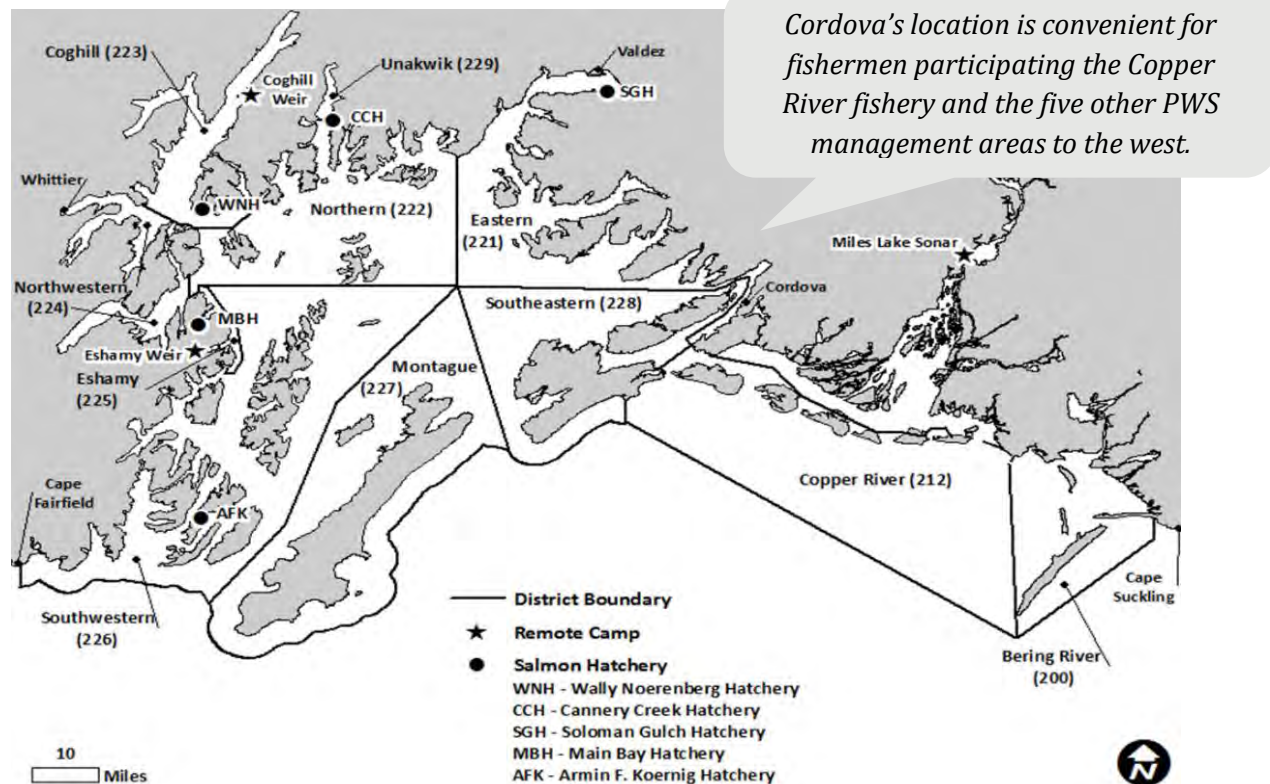 Cordova's location is convenient for
fishermen participating the Copper
River fishery and the five other PWS
management areas to the west.
Coghill (223)
Coghill
Weir
Unakwik (229)
CCH
Valdez
SGH
Whittier
WNH
Northern (222)
Eastern
(221)
Miles Lake Sonar
Northwestern
(224)
MBH
Eshamy Weir
Eshamy
(225)
Southeastern (228)
Cordova
Montague
(227)
Copper River (212)
Cape
Fairfield
AFK
Southwestern
(226)
Cape
Suckling
Bering River
(200)
District Boundary
Remote Camp
Salmon Hatchery
WNH - Wally Noerenberg Hatchery
CCH - Cannery Creek Hatchery
SGH - Soloman Gulch Hatchery
MBH - Main Bay Hatchery
AFK - Armin F. Koernig Hatchery
10
Miles
N